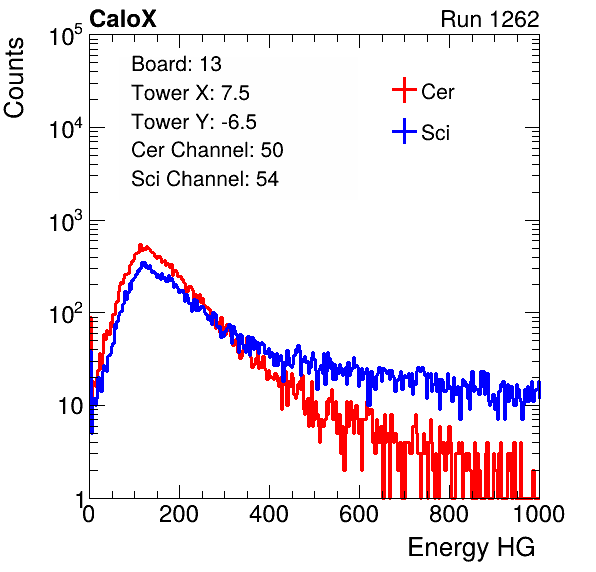 CaloX Run 1262
Counts
10^5
10^4
10^3
10^2
10
1
Board: 13
Tower X: 7.5
Tower Y: -6.5
Cer Channel: 50
Sci Channel: 54
Cer
Sci
0 200 400 600 800 1000
Energy HG